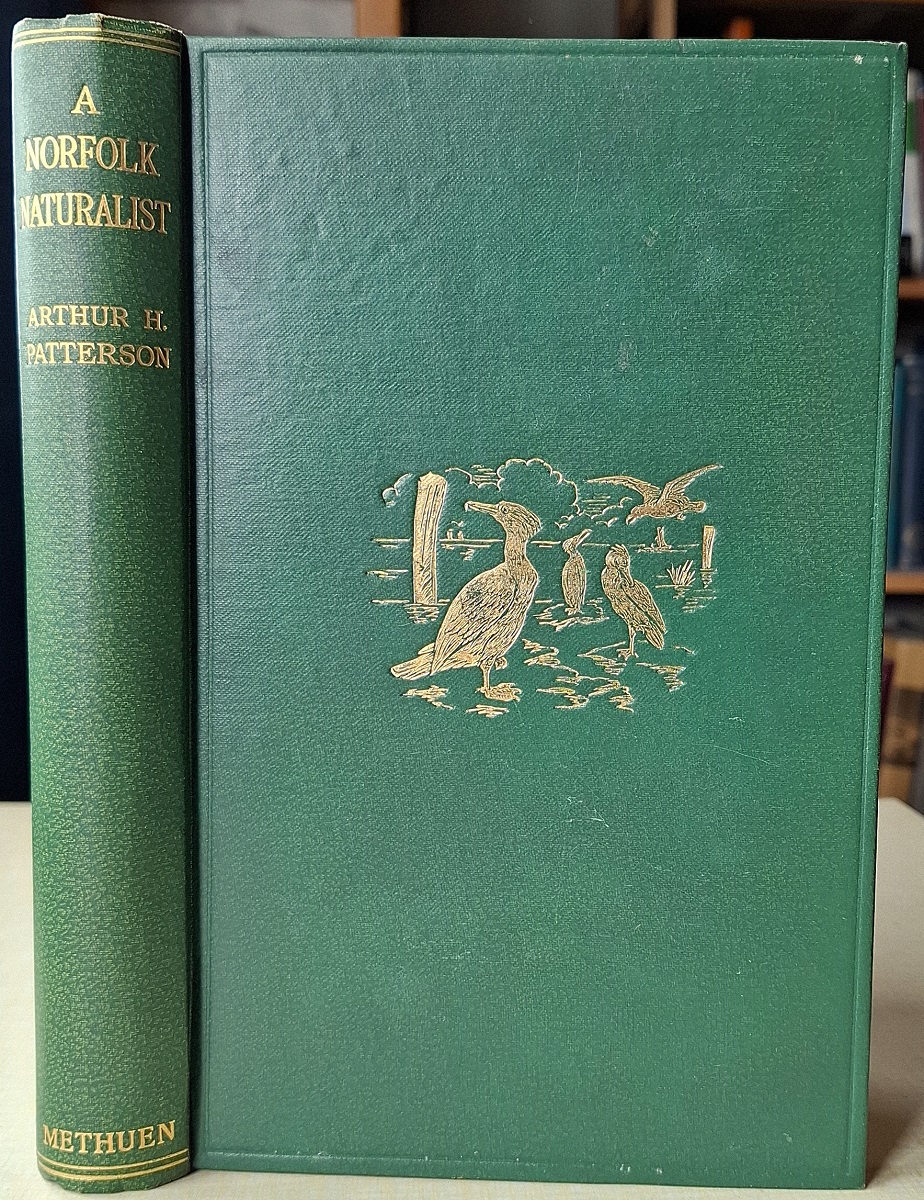 A
NORFOLK
NATURALIST
ARTHUR H.
PATTERSON
METHUEN